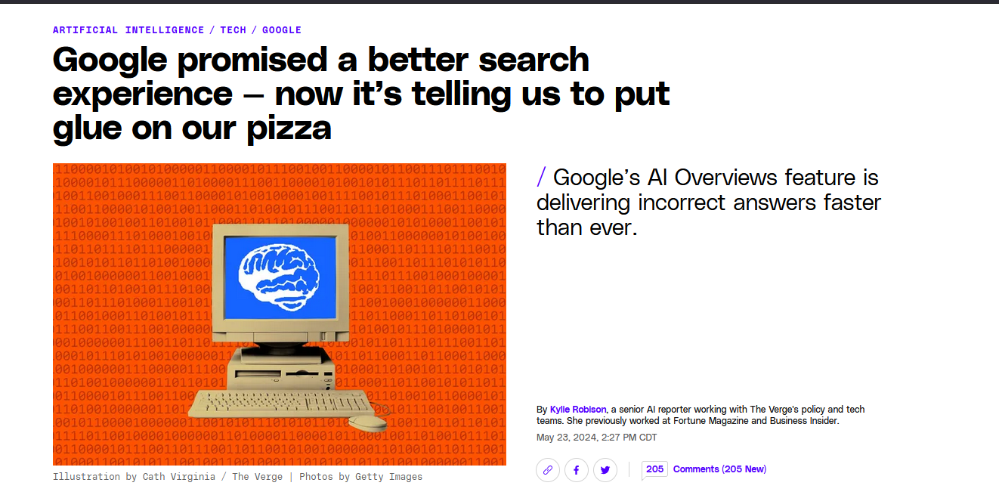 ARTIFICIAL INTELLIGENCE / TECH / GOOGLE
Google promised a better search
experience — now it’s telling us to put
glue on our pizza
/ Google’s AI Overviews feature is
delivering incorrect answers faster
than ever.
By Kylie Robison, a senior AI reporter working with The Verge's policy and tech
teams. She previously worked at Fortune Magazine and Business Insider.
May 23, 2024, 2:27 PM CDT
205 Comments (205 New)
Illustration by Cath Virginia / The Verge | Photos by Getty Images